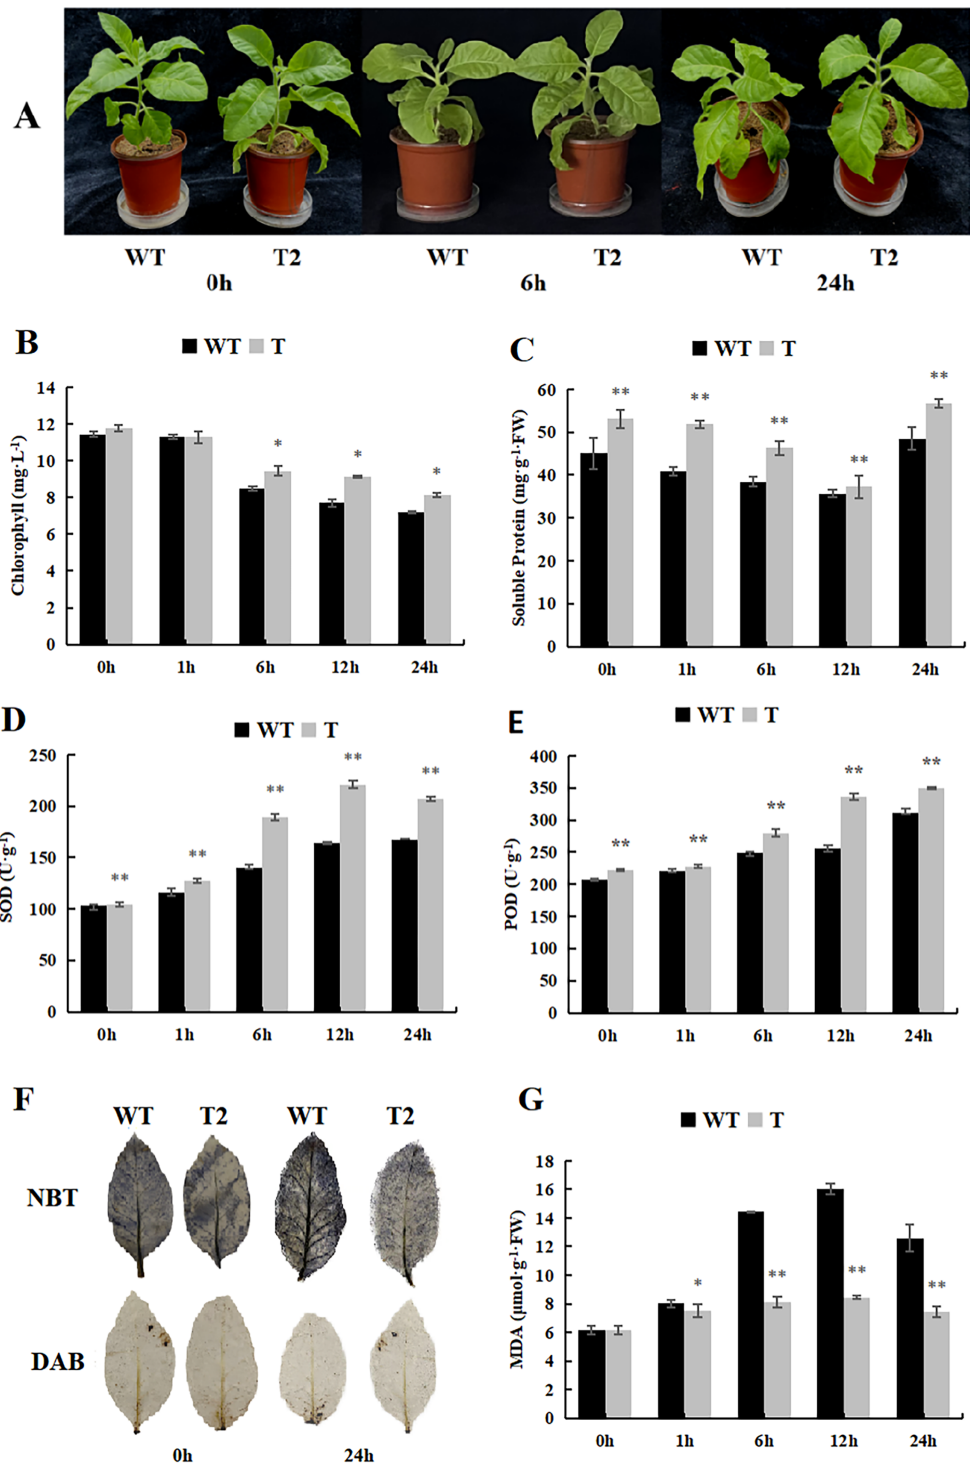 A
WT T2 WT T2 WT T2
0h 6h 24h
B
WT T
Chlorophyll (mg·L-1)
14
12
10
8
6
4
2
0
0h 1h 6h 12h 24h
* * *
C
WT T
Soluble Protein (mg·g-1·FW)
60
50
40
30
20
10
0
0h 1h 6h 12h 24h
** ** ** ** **
D
WT T
SOD (U·g-1)
250
200
150
100
50
0
0h 1h 6h 12h 24h
** ** ** ** **
E
WT T
POD (U·g-1)
400
350
300
250
200
150
100
50
0
0h 1h 6h 12h 24h
** ** ** ** **
F
WT T2 WT T2
NBT
DAB
0h 24h
G
WT T
MDA (μmol·g-1·FW)
18
16
14
12
10
8
6
4
2
0
0h 1h 6h 12h 24h
* ** ** **